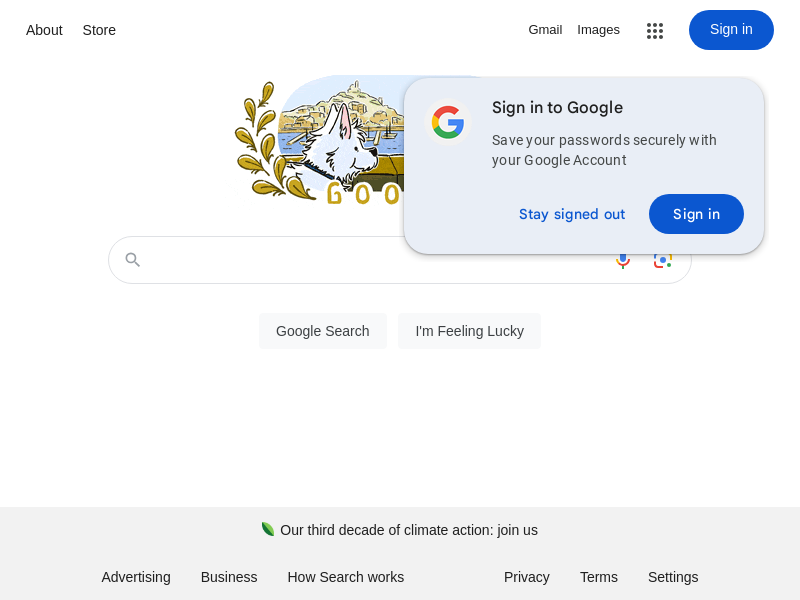 About Store
Gmail Images
Sign in
Sign in to Google
Save your passwords securely with
your Google Account
Stay signed out
Sign in
GOO
Google Search
I'm Feeling Lucky
Our third decade of climate action: join us
Advertising Business How Search works
Privacy Terms Settings